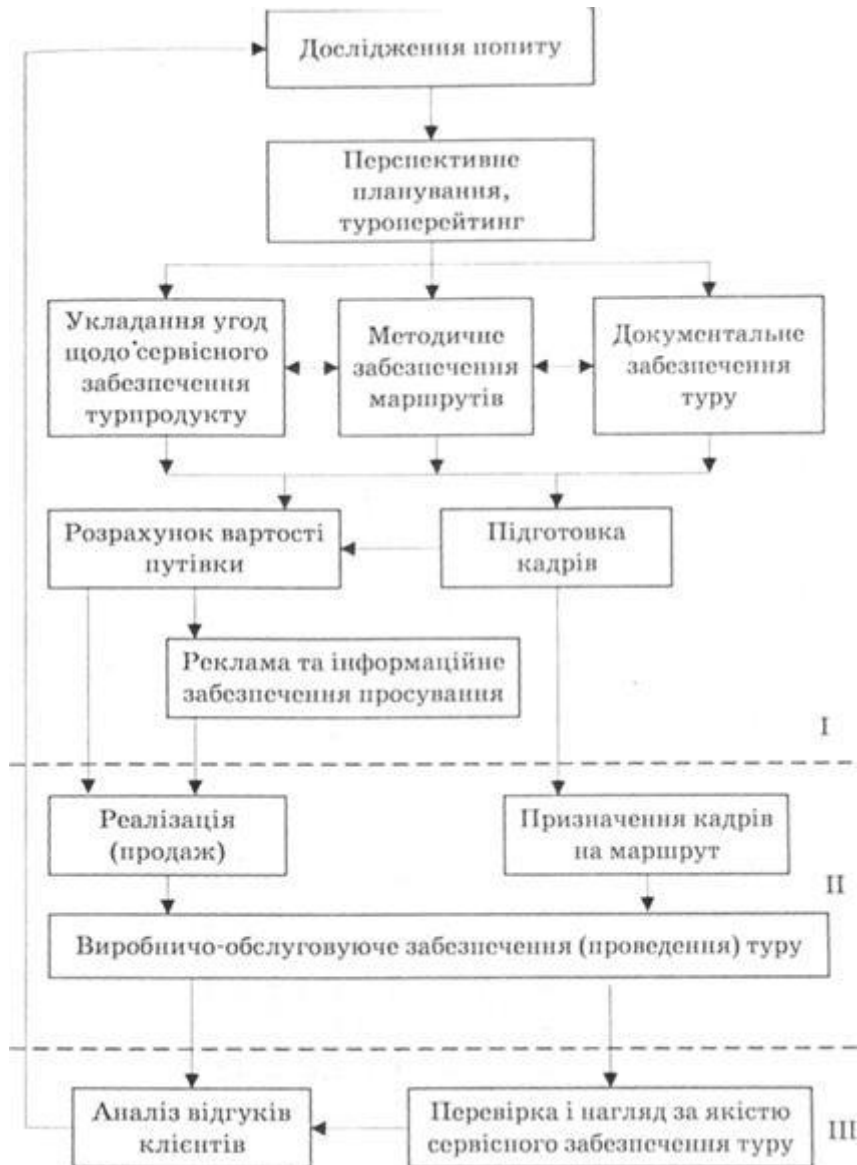 Дослідження попиту
Перспективне
планування,
туроперейтинг
Укладання угод
щодо сервісного
забезпечення
турпродукту
Методичне
забезпечення
маршрутів
Документальне
забезпечення
туру
Розрахунок вартості
путівки
Підготовка
кадрів
Реклама та інформаційне
забезпечення просування
I
Реалізація
(продаж)
Призначення кадрів
на маршрут
II
Виробничо-обслуговуюче забезпечення (проведення) туру
Аналіз відгуків
клієнтів
Перевірка і нагляд за якістю
сервісного забезпечення туру
III